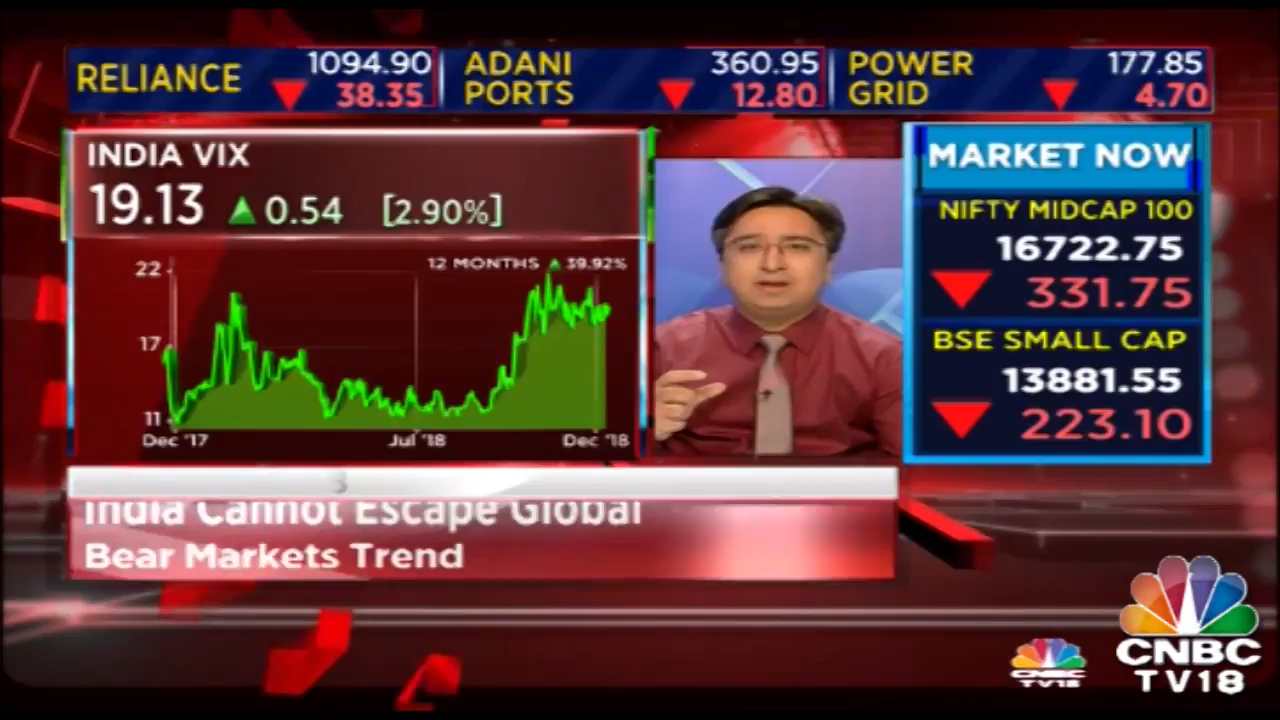 RELIANCE
1094.90
38.35
ADANI
PORTS
360.95
12.80
POWER
GRID
177.85
4.70
INDIA VIX
19.13 0.54 [2.90%]
12 MONTHS 39.92%
22
17
11
Dec '17 Jul '18 Dec '18
MARKET NOW
NIFTY MIDCAP 100
16722.75
331.75
BSE SMALL CAP
13881.55
223.10
India Cannot Escape Global
Bear Markets Trend
CNBC
TV18
CNBC
TV18